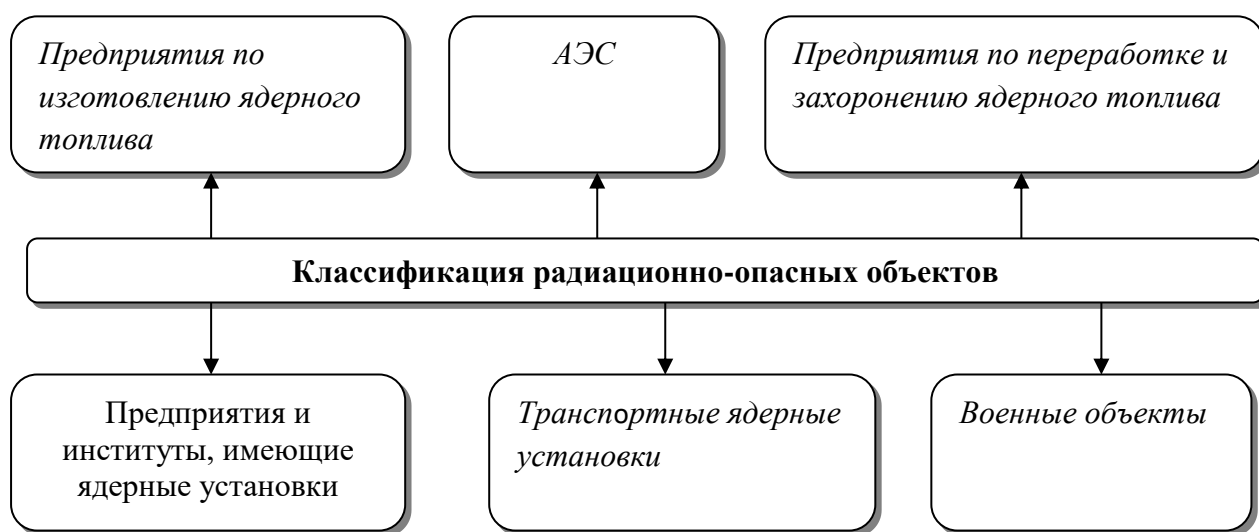 Предприятия по
изготовлению ядерного
топлива
АЭС
Предприятия по переработке и
захоронению ядерного топлива
Классификация радиационно-опасных объектов
Предприятия и
институты, имеющие
ядерные установки
Транспортные ядерные
установки
Военные объекты